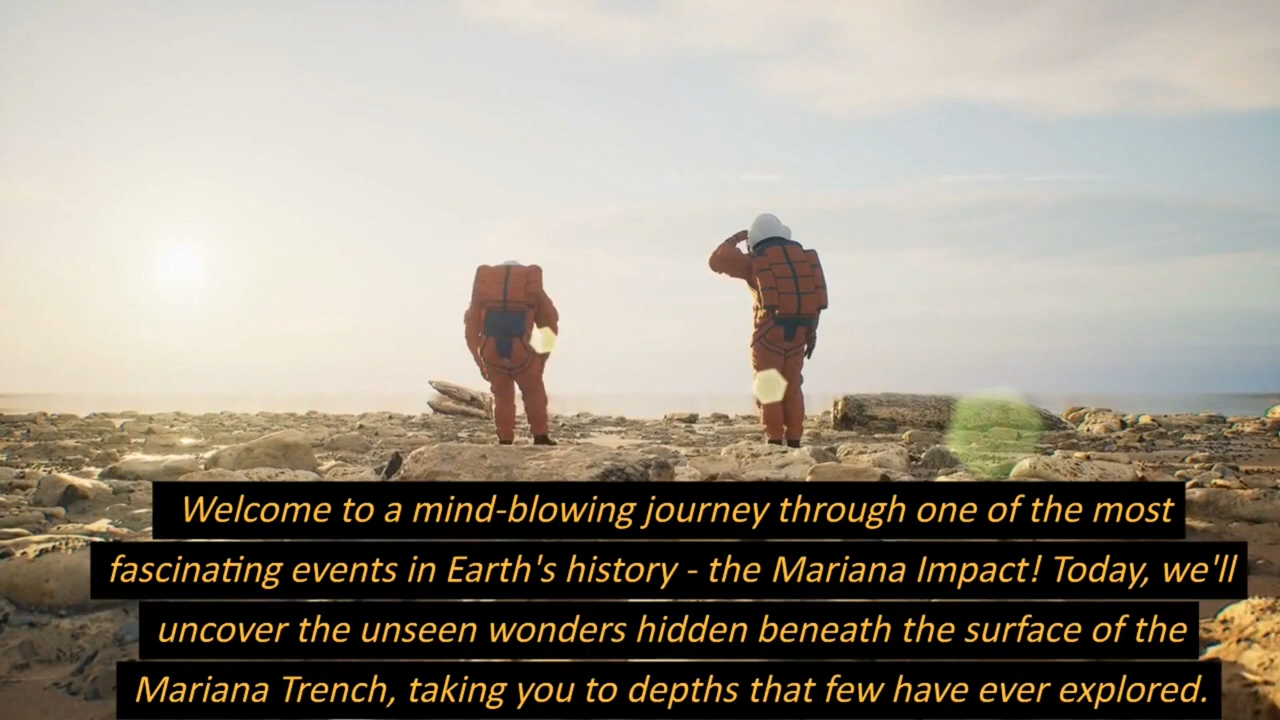 Welcome to a mind-blowing journey through one of the most
fascinating events in Earth's history - the Mariana Impact! Today, we'll
uncover the unseen wonders hidden beneath the surface of the
Mariana Trench, taking you to depths that few have ever explored.